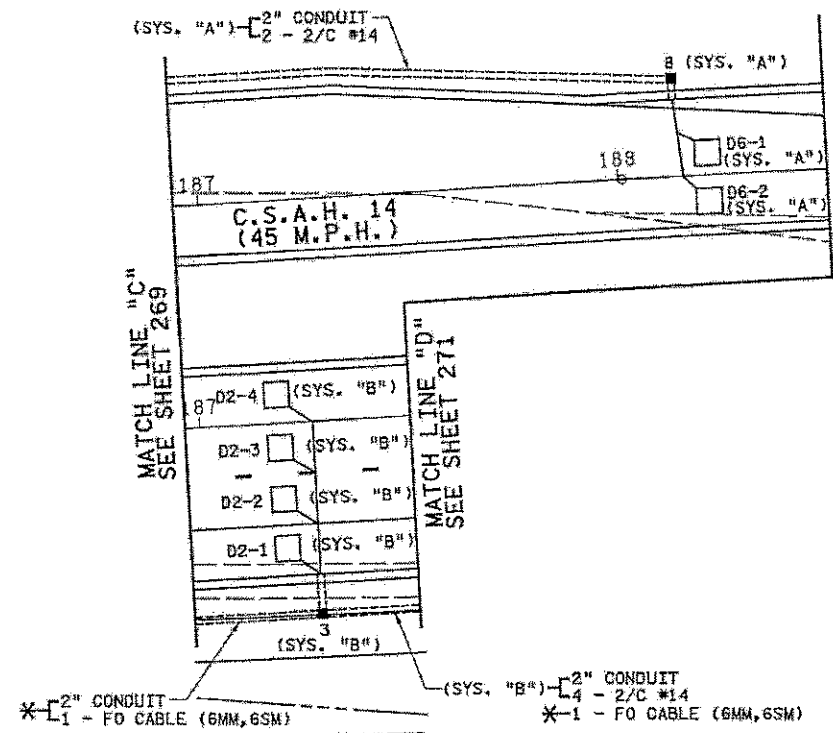 (SYS. "A")
2" CONDUIT
2 - 2/C #14
8 (SYS. "A")
D6-1
(SYS. "A")
188
D6-2
(SYS. "A")
187
C.S.A.H. 14
(45 M.P.H.)
MATCH LINE "C"
SEE SHEET 269
MATCH LINE "D"
SEE SHEET 271
D2-4 (SYS. "B")
187
D2-3 (SYS. "B")
D2-2 (SYS. "B")
D2-1 (SYS. "B")
3
(SYS. "B")
* 2" CONDUIT
1 - FO CABLE (6MM,6SM)
(SYS. "B")
2" CONDUIT
4 - 2/C #14
* 1 - FO CABLE (6MM,6SM)